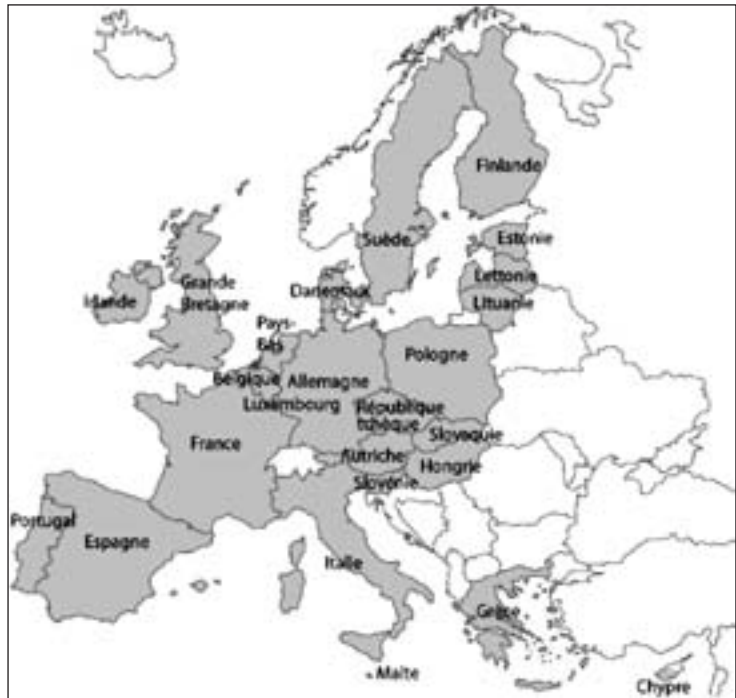 Finlande
Suède
Estonie
Lettonie
Lituanie
Danemark
Irlande
Grande
Bretagne
Pays-
Bas
Belgique
Luxembourg
Allemagne
Pologne
République
tchèque
Slovaquie
Autriche
Hongrie
Slovénie
France
Portugal
Espagne
Italie
Grèce
Malte
Chypre